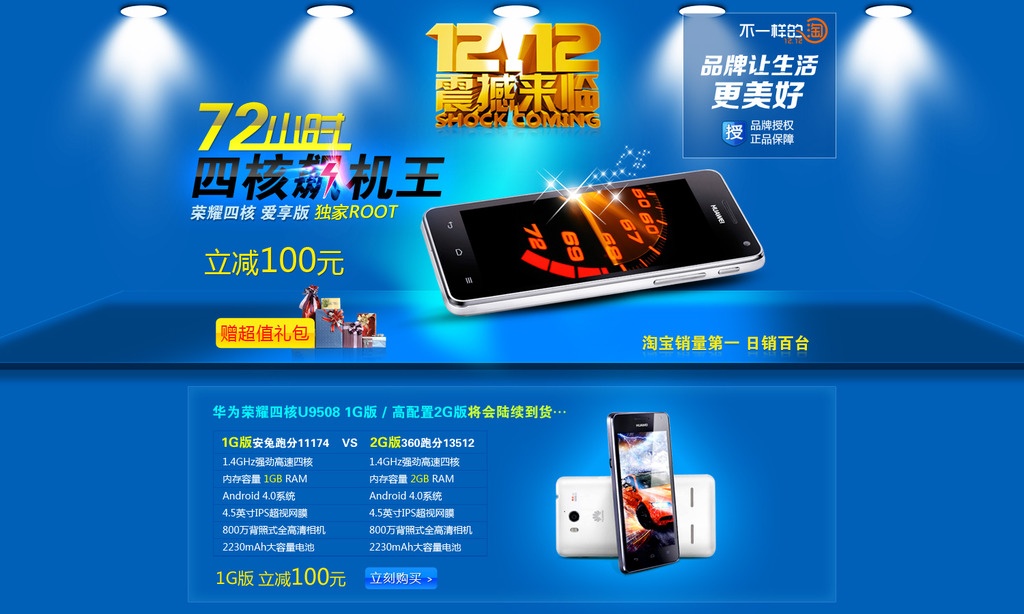 12.12
震撼来临
SHOCK COMING
不一样的淘
12.12
品牌让生活
更美好
授
品牌授权
正品保障
72小时
四核飙机王
荣耀四核 爱享版 独家ROOT
立减100元
赠超值礼包
HUAWEI
72
69
68
67
60
60
淘宝销量第一 日销百台
华为荣耀四核U9508 1G版 / 高配置2G版将会陆续到货···
1G版安兔跑分11174 VS 2G版360跑分13512
1.4GHz强劲高速四核 1.4GHz强劲高速四核
内存容量 1GB RAM 内存容量 2GB RAM
Android 4.0系统 Android 4.0系统
4.5英寸IPS超视网膜 4.5英寸IPS超视网膜
800万背照式全高清相机 800万背照式全高清相机
2230mAh大容量电池 2230mAh大容量电池
1G版 立减100元
立刻购买 >
HUAWEI